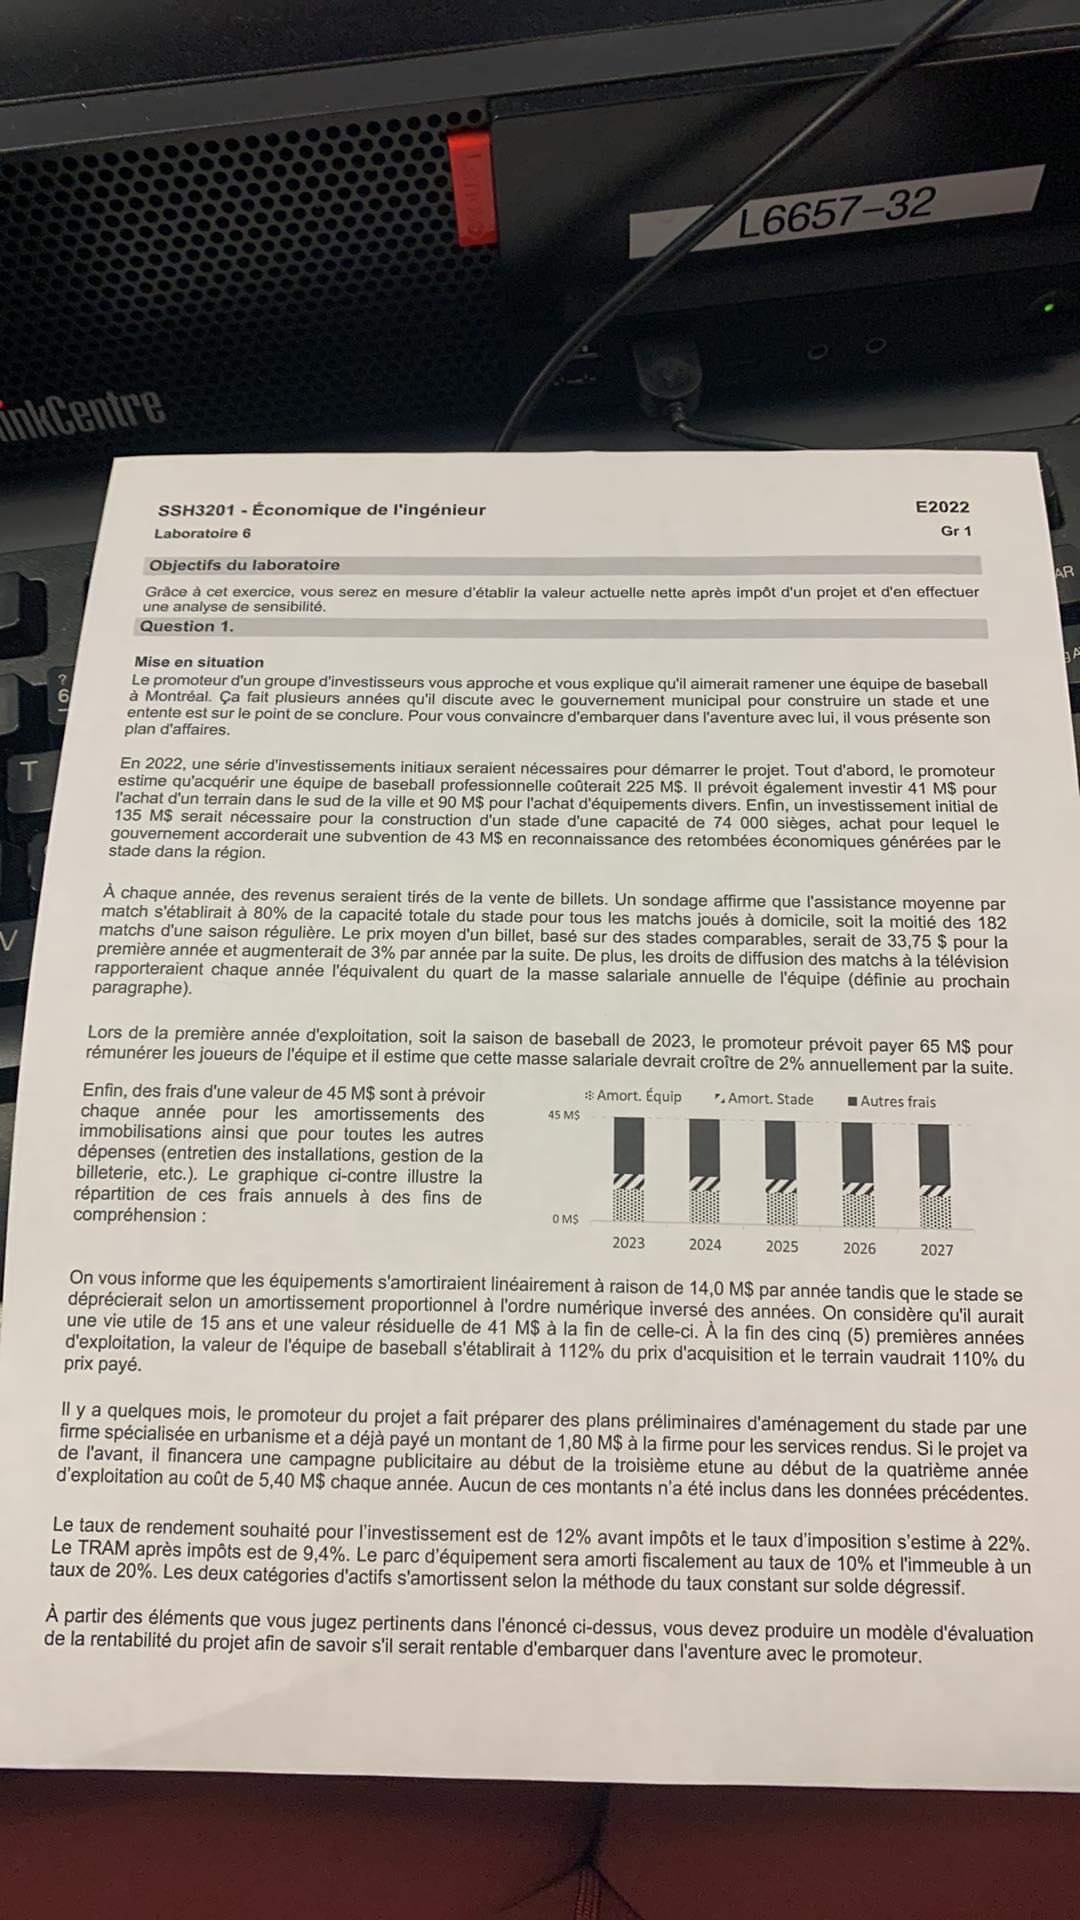 L6657-32
inkCentre
AR
?
6
T
V
SSH3201 - Économique de l'ingénieur
E2022
Laboratoire 6
Gr 1
Objectifs du laboratoire
Grâce à cet exercice, vous serez en mesure d'établir la valeur actuelle nette après impôt d'un projet et d'en effectuer
une analyse de sensibilité.
Question 1.
Mise en situation
Le promoteur d'un groupe d'investisseurs vous approche et vous explique qu'il aimerait ramener une équipe de baseball
à Montréal. Ça fait plusieurs années qu'il discute avec le gouvernement municipal pour construire un stade et une
entente est sur le point de se conclure. Pour vous convaincre d'embarquer dans l'aventure avec lui, il vous présente son
plan d'affaires.
En 2022, une série d'investissements initiaux seraient nécessaires pour démarrer le projet. Tout d'abord, le promoteur
estime qu'acquérir une équipe de baseball professionnelle coûterait 225 M$. Il prévoit également investir 41 M$ pour
l'achat d'un terrain dans le sud de la ville et 90 M$ pour l'achat d'équipements divers. Enfin, un investissement initial de
135 M$ serait nécessaire pour la construction d'un stade d'une capacité de 74 000 sièges, achat pour lequel le
gouvernement accorderait une subvention de 43 M$ en reconnaissance des retombées économiques générées par le
stade dans la région.
À chaque année, des revenus seraient tirés de la vente de billets. Un sondage affirme que l'assistance moyenne par
match s'établirait à 80% de la capacité totale du stade pour tous les matchs joués à domicile, soit la moitié des 182
matchs d'une saison régulière. Le prix moyen d'un billet, basé sur des stades comparables, serait de 33,75 $ pour la
première année et augmenterait de 3% par année par la suite. De plus, les droits de diffusion des matchs à la télévision
rapporteraient chaque année l'équivalent du quart de la masse salariale annuelle de l'équipe (définie au prochain
paragraphe).
Lors de la première année d'exploitation, soit la saison de baseball de 2023, le promoteur prévoit payer 65 M$ pour
rémunérer les joueurs de l'équipe et il estime que cette masse salariale devrait croître de 2% annuellement par la suite.
Enfin, des frais d'une valeur de 45 M$ sont à prévoir
chaque année pour les amortissements des
immobilisations ainsi que pour toutes les autres
dépenses (entretien des installations, gestion de la
billeterie, etc.). Le graphique ci-contre illustre la
répartition de ces frais annuels à des fins de
compréhension :
Amort. Équip Amort. Stade Autres frais
45 M$
0 M$
2023 2024 2025 2026 2027
On vous informe que les équipements s'amortiraient linéairement à raison de 14,0 M$ par année tandis que le stade se
déprécierait selon un amortissement proportionnel à l'ordre numérique inversé des années. On considère qu'il aurait
une vie utile de 15 ans et une valeur résiduelle de 41 M$ à la fin de celle-ci. À la fin des cinq (5) premières années
d'exploitation, la valeur de l'équipe de baseball s'établirait à 112% du prix d'acquisition et le terrain vaudrait 110% du
prix payé.
Il y a quelques mois, le promoteur du projet a fait préparer des plans préliminaires d'aménagement du stade par une
firme spécialisée en urbanisme et a déjà payé un montant de 1,80 M$ à la firme pour les services rendus. Si le projet va
de l'avant, il financera une campagne publicitaire au début de la troisième etune au début de la quatrième année
d'exploitation au coût de 5,40 M$ chaque année. Aucun de ces montants n'a été inclus dans les données précédentes.
Le taux de rendement souhaité pour l'investissement est de 12% avant impôts et le taux d'imposition s'estime à 22%.
Le TRAM après impôts est de 9,4%. Le parc d'équipement sera amorti fiscalement au taux de 10% et l'immeuble à un
taux de 20%. Les deux catégories d'actifs s'amortissent selon la méthode du taux constant sur solde dégressif.
À partir des éléments que vous jugez pertinents dans l'énoncé ci-dessus, vous devez produire un modèle d'évaluation
de la rentabilité du projet afin de savoir s'il serait rentable d'embarquer dans l'aventure avec le promoteur.